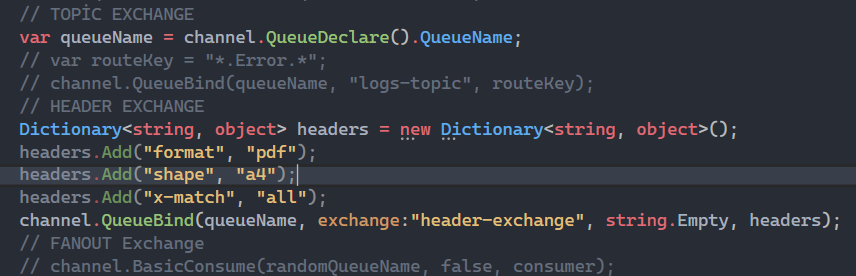 // TOPİC EXCHANGE
var queueName = channel.QueueDeclare().QueueName;
// var routeKey = "*.Error.*";
// channel.QueueBind(queueName, "logs-topic", routeKey);
// HEADER EXCHANGE
Dictionary<string, object> headers = new Dictionary<string, object>();
headers.Add("format", "pdf");
headers.Add("shape", "a4");
headers.Add("x-match", "all");
channel.QueueBind(queueName, exchange:"header-exchange", string.Empty, headers);
// FANOUT Exchange
// channel.BasicConsume(randomQueueName, false, consumer);